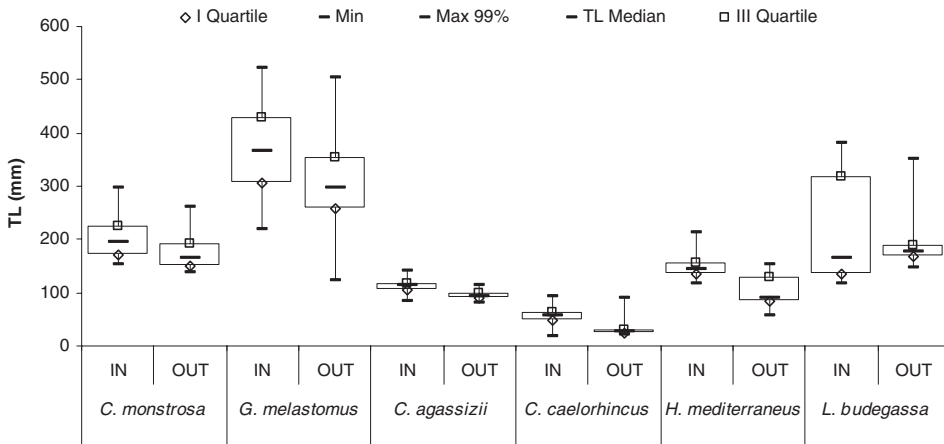 I Quartile Min Max 99% TL Median III Quartile
TL (mm)
600
500
400
300
200
100
0
IN OUT IN OUT IN OUT IN OUT IN OUT IN OUT
C. monstrosa G. melastomus C. agassizii C. caelorhincus H. mediterraneus L. budegassa